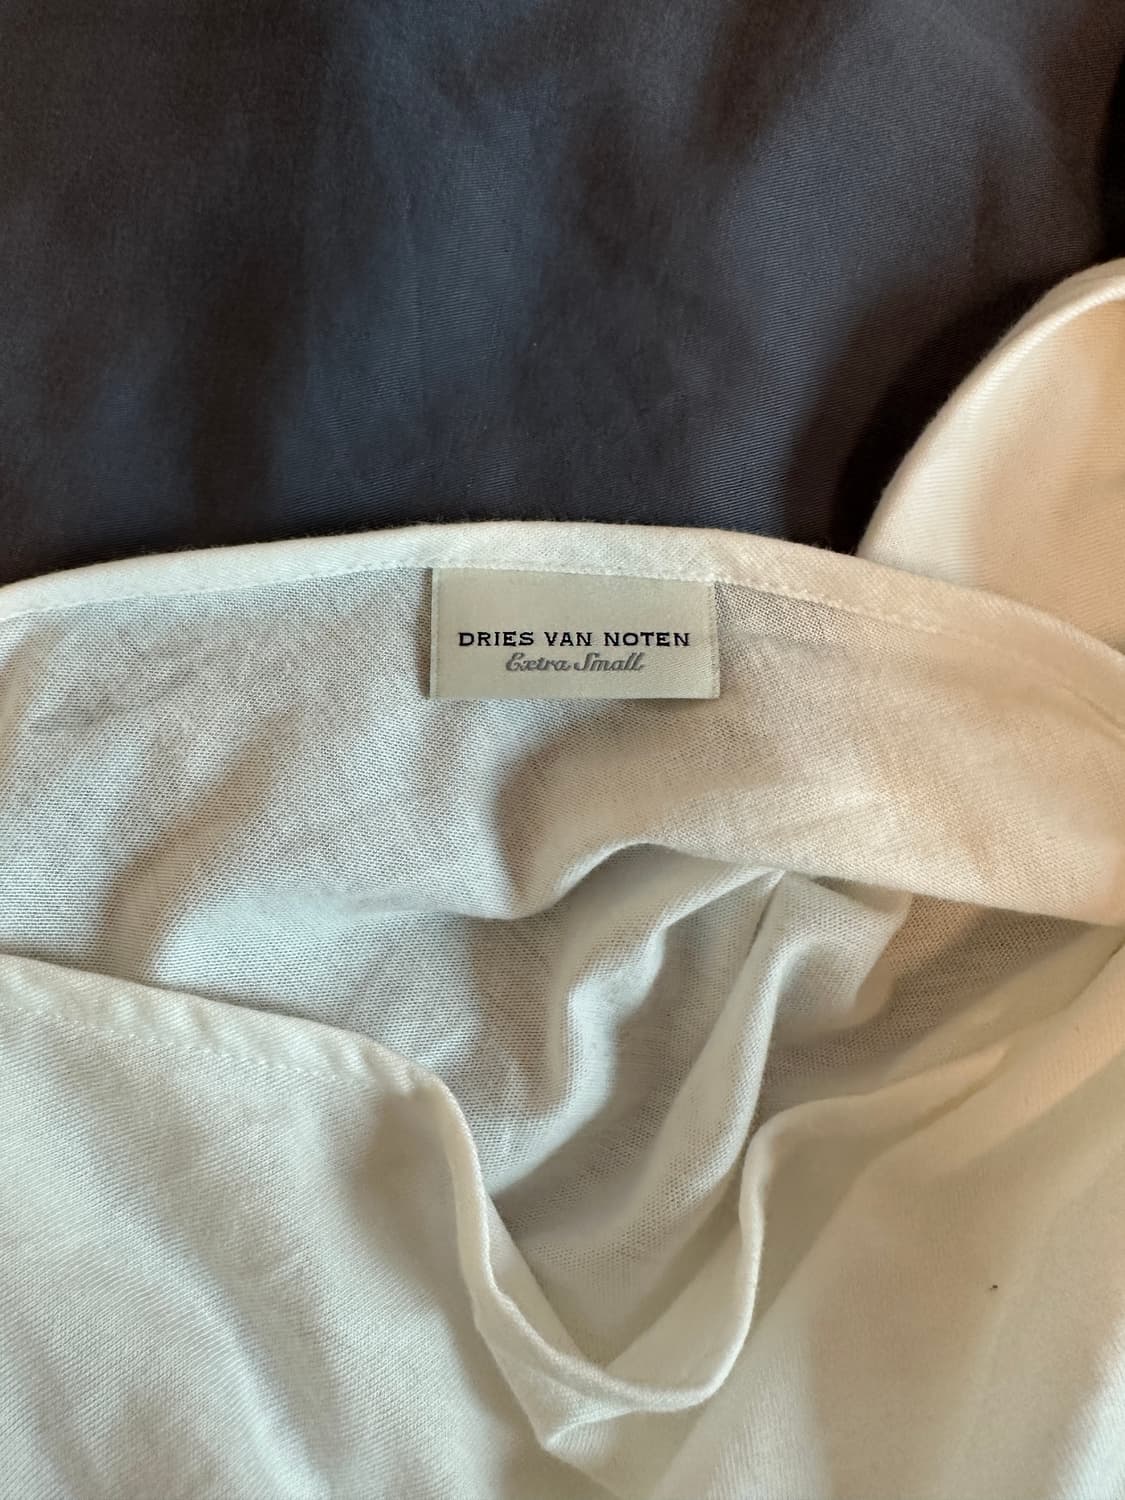 DRIES VAN NOTEN
Extra Small